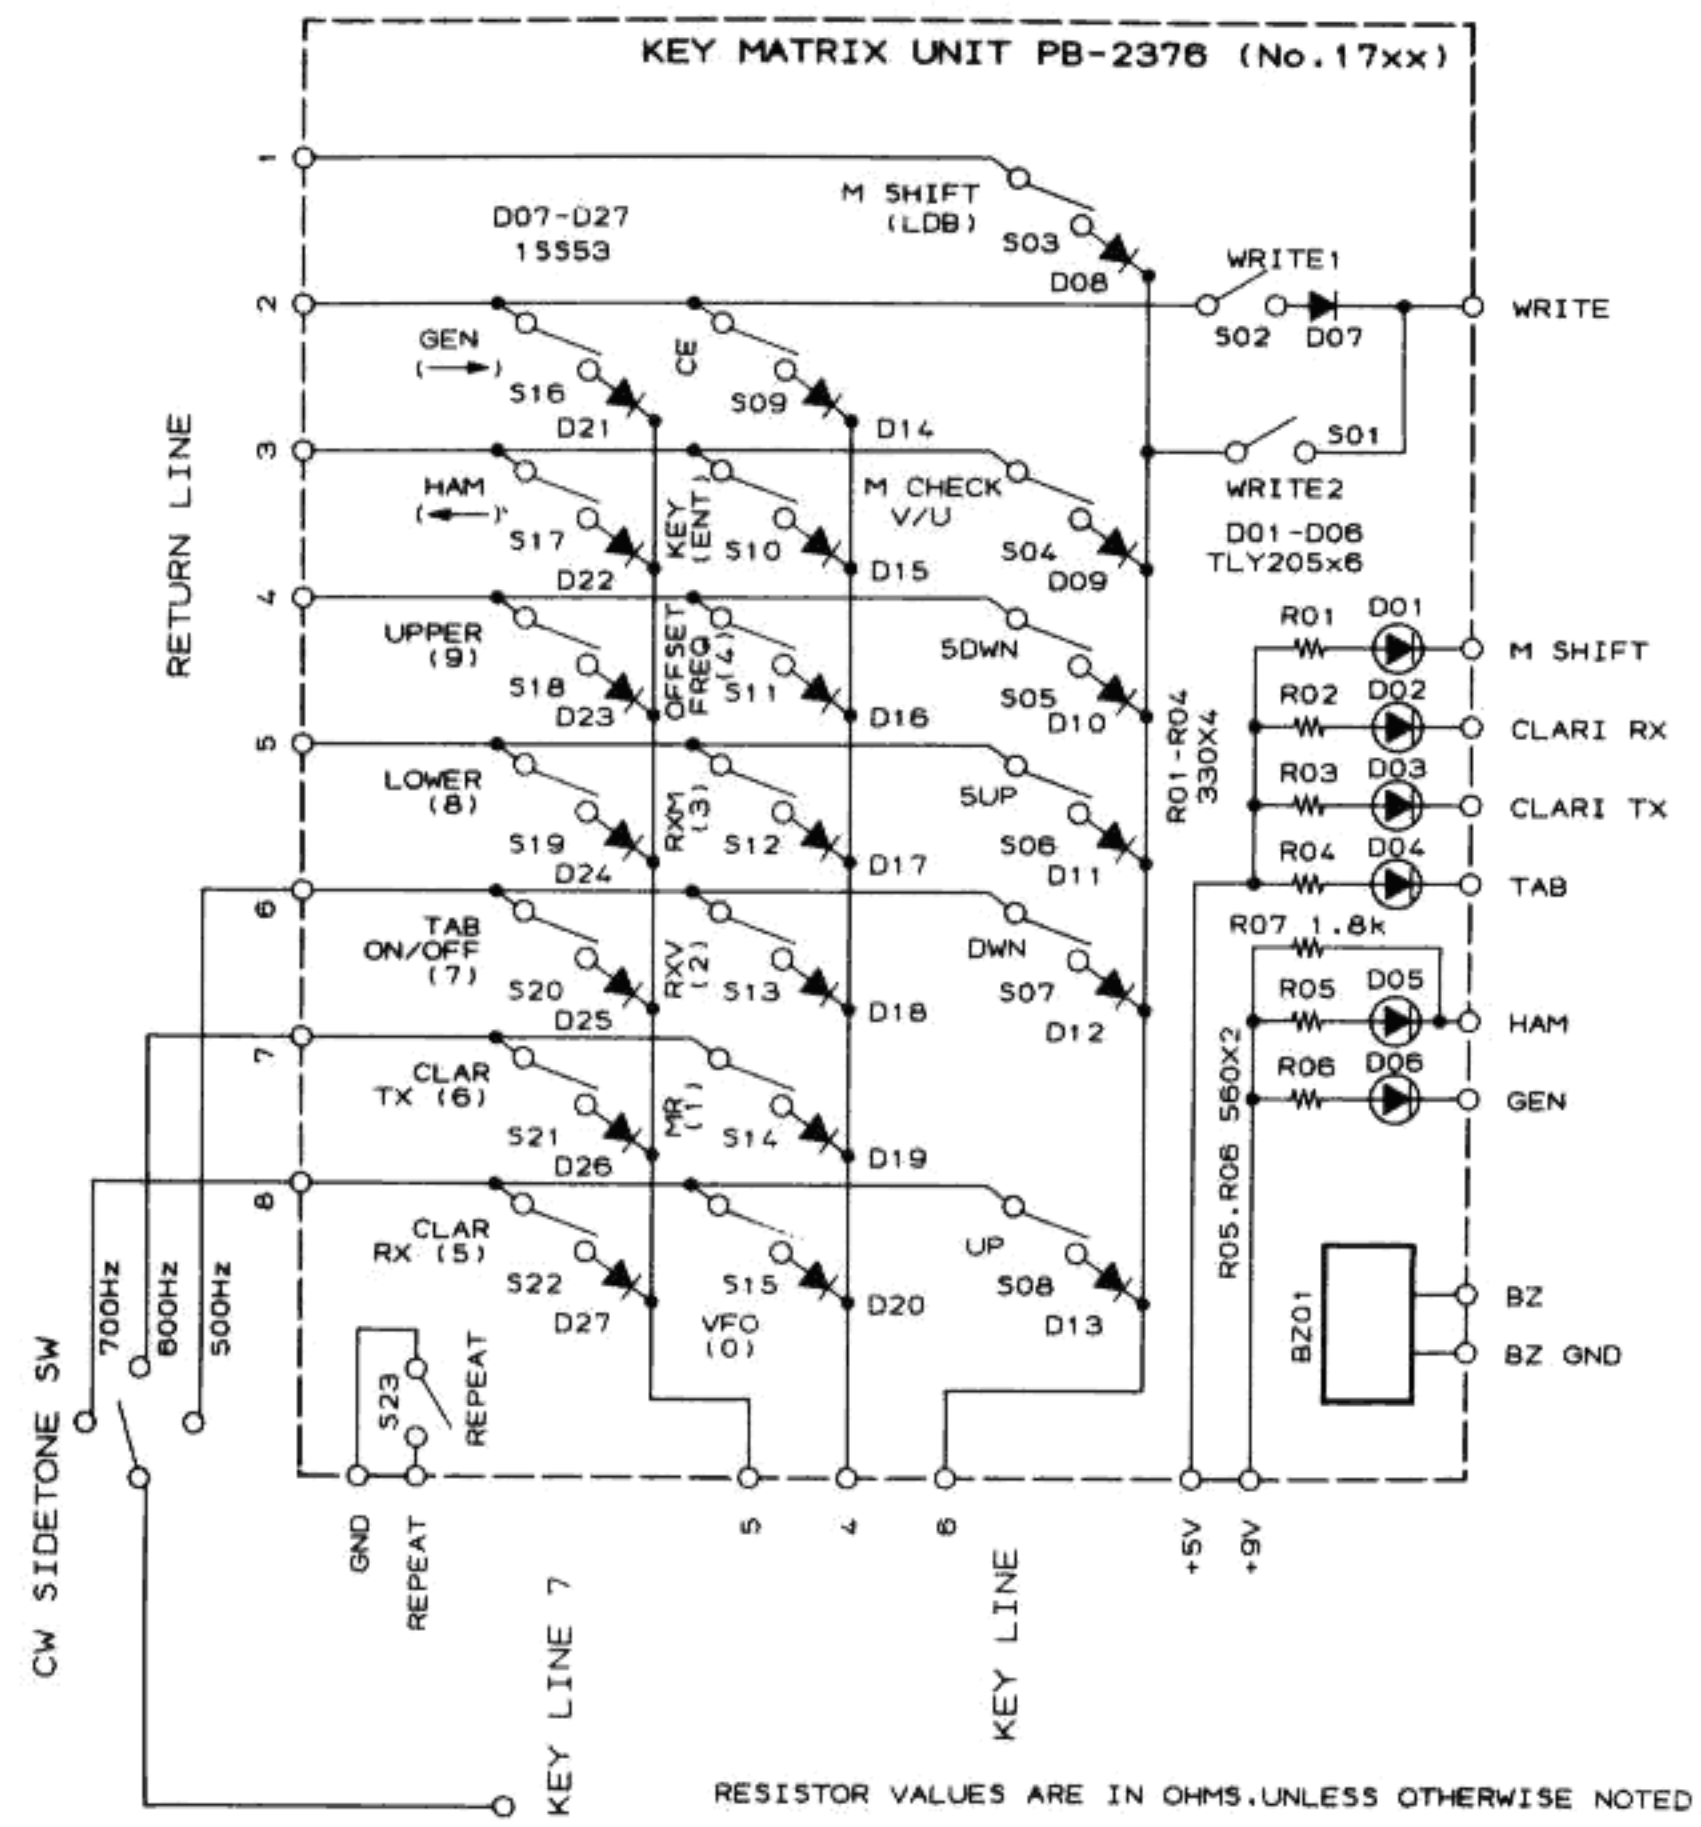 KEY MATRIX UNIT PB-2376 (No.17xx)
1
M SHIFT
(LDB)
S03
D08
D07-D27
1SS53
WRITE1
S02
D07
WRITE
2
GEN
(→)
S16
D21
CE
S09
D14
S01
WRITE2
D01-D06
TLY205x6
RETURN LINE
3
HAM
(←)
S17
D22
KEY
(ENT)
S10
D15
M CHECK
V/U
S04
D09
4
UPPER
(9)
S18
D23
OFFSET
FREQ
(4)
S11
D16
5DWN
S05
D10
R01-R04
330X4
R01
D01
M SHIFT
R02
D02
CLARI RX
R03
D03
CLARI TX
R04
D04
TAB
5
LOWER
(8)
S19
D24
RXM
(3)
S12
D17
5UP
S06
D11
6
TAB
ON/OFF
(7)
S20
D25
RXV
(2)
S13
D18
DWN
S07
D12
R07 1.8k
R05
D05
HAM
R06
D06
GEN
R05.R06 560X2
7
CLAR
TX (6)
S21
D26
MR
(1)
S14
D19
8
CLAR
RX (5)
S22
D27
S15
VFO
(0)
D20
UP
S08
D13
BZ01
BZ
BZ GND
700Hz
600Hz
500Hz
CW SIDETONE SW
S23
REPEAT
GND
REPEAT
5
4
6
+5V
+9V
KEY LINE 7
KEY LINE
RESISTOR VALUES ARE IN OHMS.UNLESS OTHERWISE NOTED